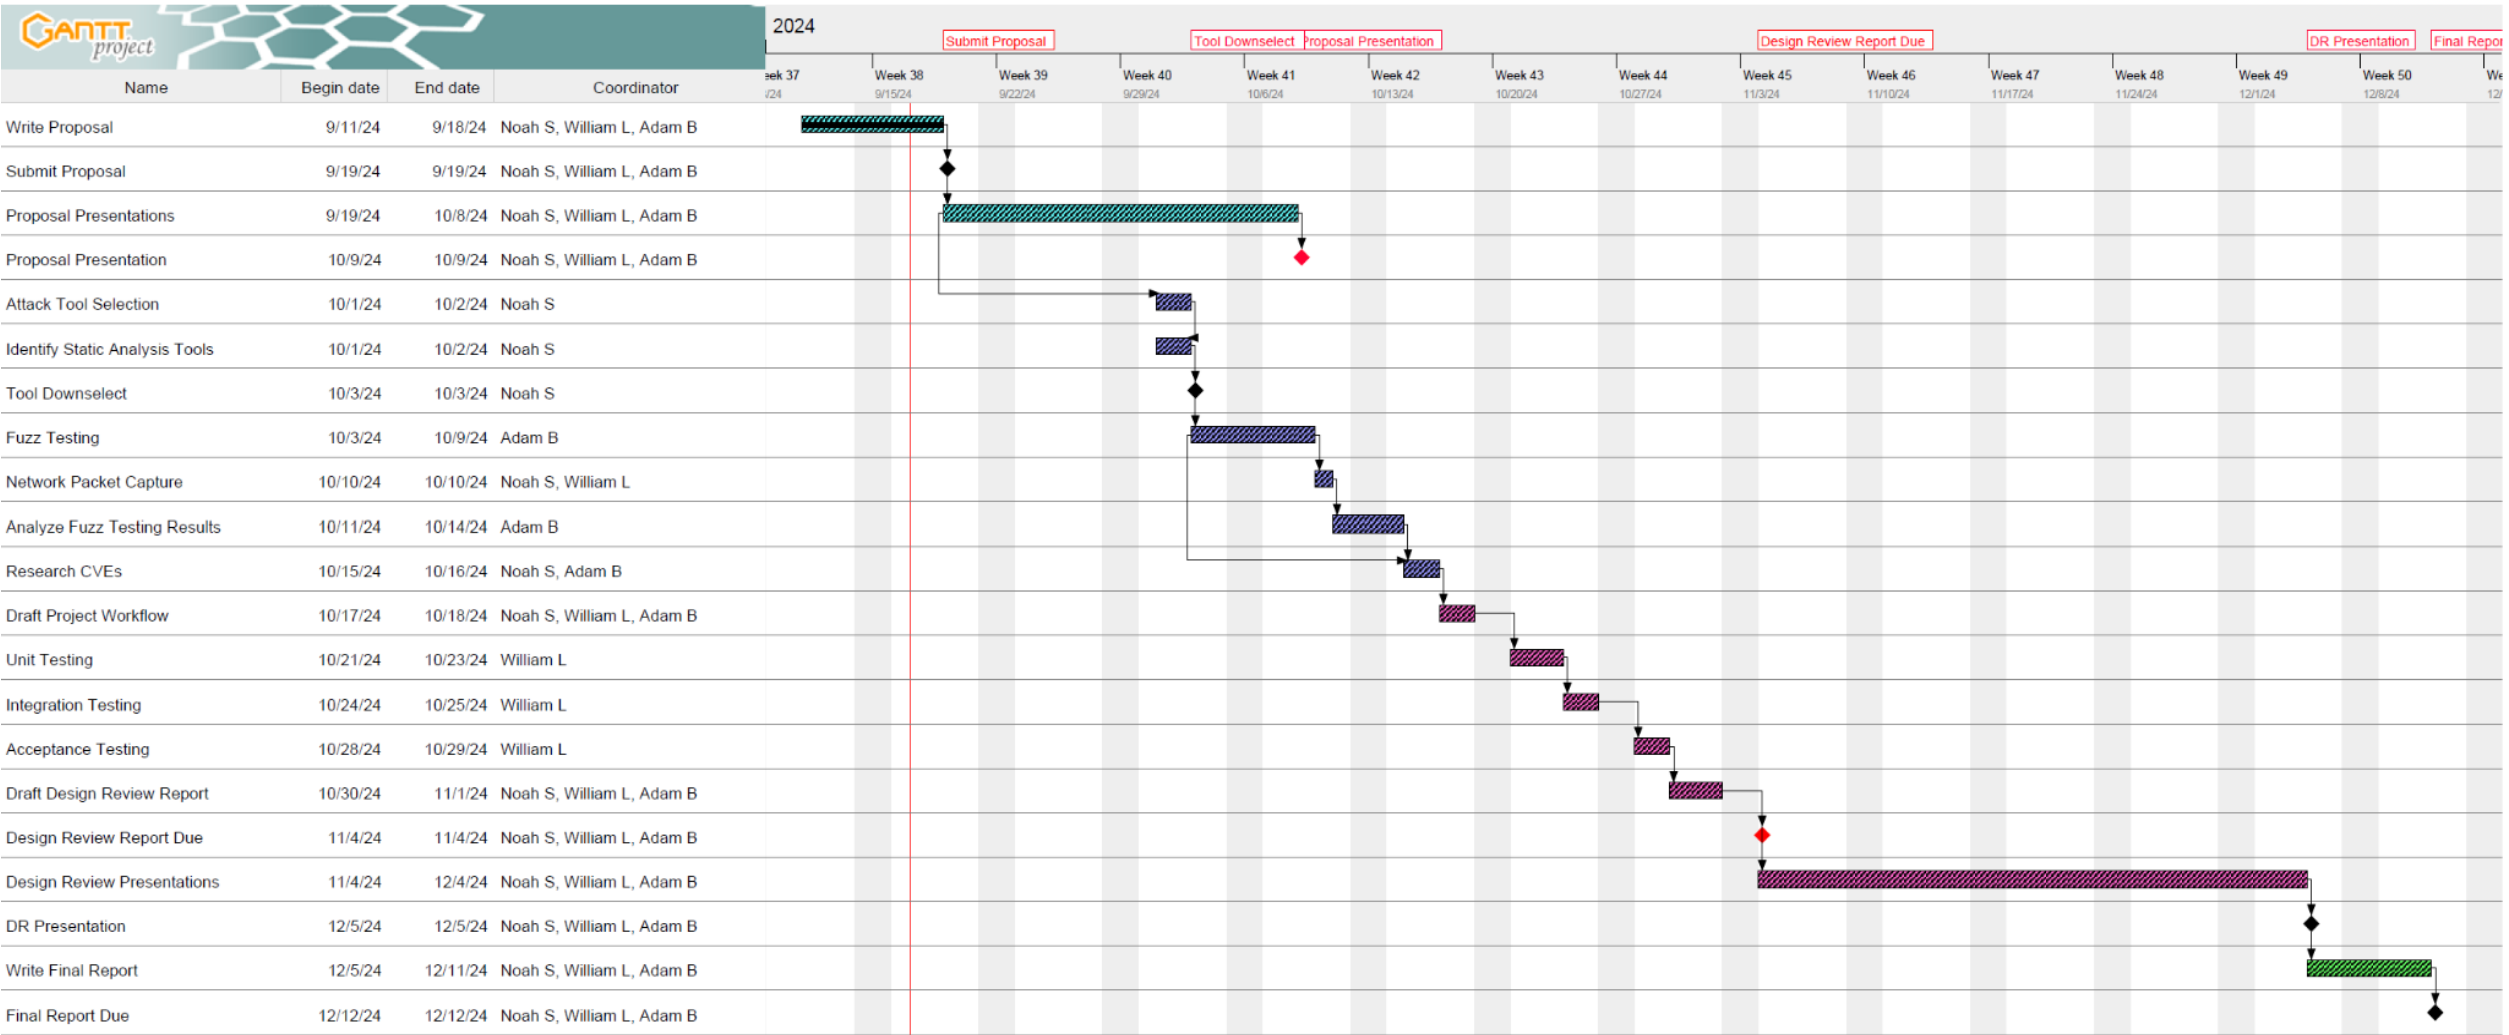 GANTT
project
2024
Submit Proposal
Tool Downselect
Proposal Presentation
Design Review Report Due
DR Presentation
Final Repor
Name
Begin date
End date
Coordinator
eek 37
Week 38
Week 39
Week 40
Week 41
Week 42
Week 43
Week 44
Week 45
Week 46
Week 47
Week 48
Week 49
Week 50
We
/24
9/15/24
9/22/24
9/29/24
10/6/24
10/13/24
10/20/24
10/27/24
11/3/24
11/10/24
11/17/24
11/24/24
12/1/24
12/8/24
12/
Write Proposal 9/11/24 9/18/24 Noah S, William L, Adam B
Submit Proposal 9/19/24 9/19/24 Noah S, William L, Adam B
Proposal Presentations 9/19/24 10/8/24 Noah S, William L, Adam B
Proposal Presentation 10/9/24 10/9/24 Noah S, William L, Adam B
Attack Tool Selection 10/1/24 10/2/24 Noah S
Identify Static Analysis Tools 10/1/24 10/2/24 Noah S
Tool Downselect 10/3/24 10/3/24 Noah S
Fuzz Testing 10/3/24 10/9/24 Adam B
Network Packet Capture 10/10/24 10/10/24 Noah S, William L
Analyze Fuzz Testing Results 10/11/24 10/14/24 Adam B
Research CVEs 10/15/24 10/16/24 Noah S, Adam B
Draft Project Workflow 10/17/24 10/18/24 Noah S, William L, Adam B
Unit Testing 10/21/24 10/23/24 William L
Integration Testing 10/24/24 10/25/24 William L
Acceptance Testing 10/28/24 10/29/24 William L
Draft Design Review Report 10/30/24 11/1/24 Noah S, William L, Adam B
Design Review Report Due 11/4/24 11/4/24 Noah S, William L, Adam B
Design Review Presentations 11/4/24 12/4/24 Noah S, William L, Adam B
DR Presentation 12/5/24 12/5/24 Noah S, William L, Adam B
Write Final Report 12/5/24 12/11/24 Noah S, William L, Adam B
Final Report Due 12/12/24 12/12/24 Noah S, William L, Adam B